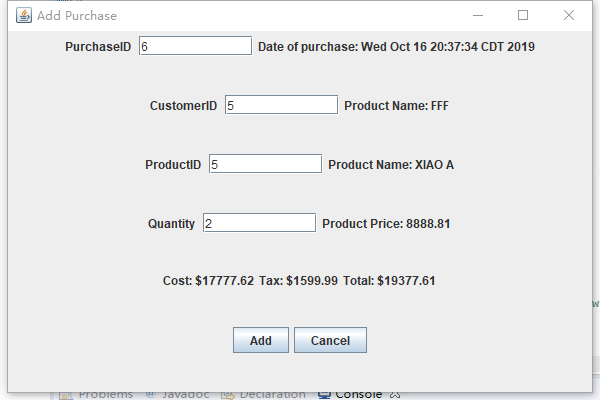 Add Purchase
PurchaseID 6 Date of purchase: Wed Oct 16 20:37:34 CDT 2019
CustomerID 5 Product Name: FFF
ProductID 5 Product Name: XIAO A
Quantity 2 Product Price: 8888.81
Cost: $17777.62 Tax: $1599.99 Total: $19377.61
Add Cancel
Problems @ Javadoc Declaration Console